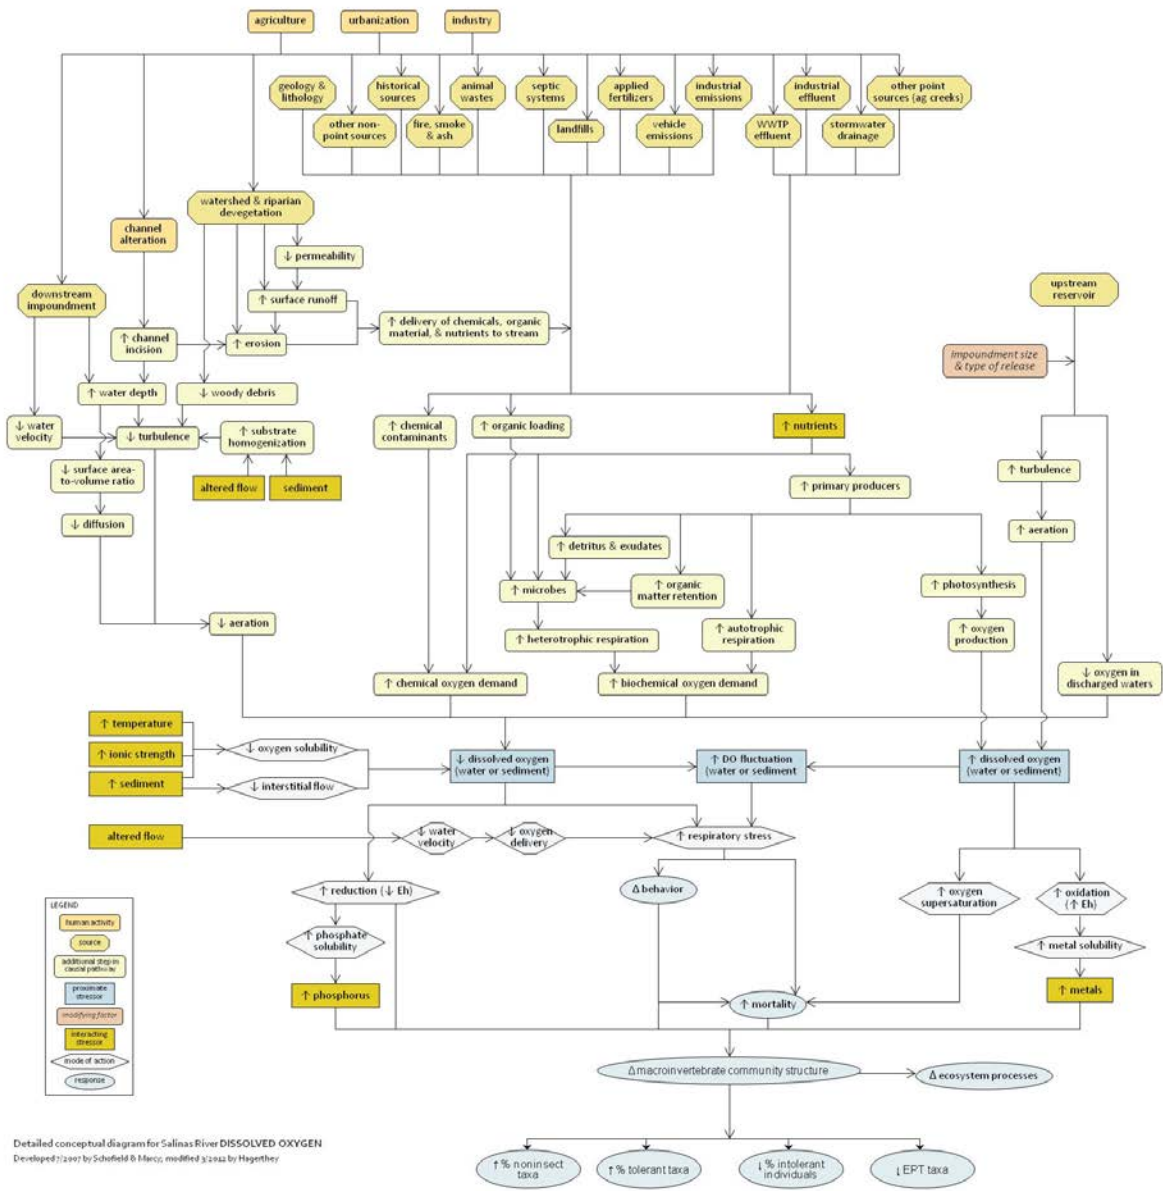 agriculture
urbanization
industry
geology &
lithology
historical
sources
animal
wastes
septic
systems
applied
fertilizers
industrial
emissions
industrial
effluent
other point
sources (ag creeks)
other non-
point sources
fire, smoke
& ash
landfills
vehicle
emissions
WWTP
effluent
stormwater
drainage
watershed & riparian
devegetation
channel
alteration
↓ permeability
downstream
impoundment
↑ surface runoff
upstream
reservoir
↑ delivery of chemicals, organic
material, & nutrients to stream
↑ channel
incision
↑ erosion
impoundment size
& type of release
↑ water depth
↓ woody debris
↓ water
velocity
↓ turbulence
↑ substrate
homogenization
↑ chemical
contaminants
↑ organic loading
↑ nutrients
↓ surface area-
to-volume ratio
altered flow
sediment
↑ primary producers
↑ turbulence
↓ diffusion
↑ aeration
↑ detritus & exudates
↑ microbes
↑ organic
matter retention
↑ photosynthesis
↓ aeration
↑ heterotrophic respiration
↑ autotrophic
respiration
↑ oxygen
production
↑ chemical oxygen demand
↑ biochemical oxygen demand
↓ oxygen in
discharged waters
↑ temperature
↑ ionic strength
↑ sediment
↓ oxygen solubility
↓ interstitial flow
↓ dissolved oxygen
(water or sediment)
↑ DO fluctuation
(water or sediment)
↑ dissolved oxygen
(water or sediment)
altered flow
↓ water
velocity
↓ oxygen
delivery
↑ respiratory stress
↑ reduction (↓ Eh)
Δ behavior
↑ oxygen
supersaturation
↑ oxidation
(↑ Eh)
↑ phosphate
solubility
↑ metal solubility
↑ phosphorus
↑ mortality
↑ metals
LEGEND
human activity
source
additional step in
causal pathway
proximate
stressor
modifying factor
interacting
stressor
mode of action
response
Δ macroinvertebrate community structure
Δ ecosystem processes
↑ % noninsect
taxa
↑ % tolerant taxa
↓ % intolerant
individuals
↓ EPT taxa
Detailed conceptual diagram for Salinas River DISSOLVED OXYGEN
Developed 7/2007 by Schofield & Marcy, modified 3/2012 by Hagerthey